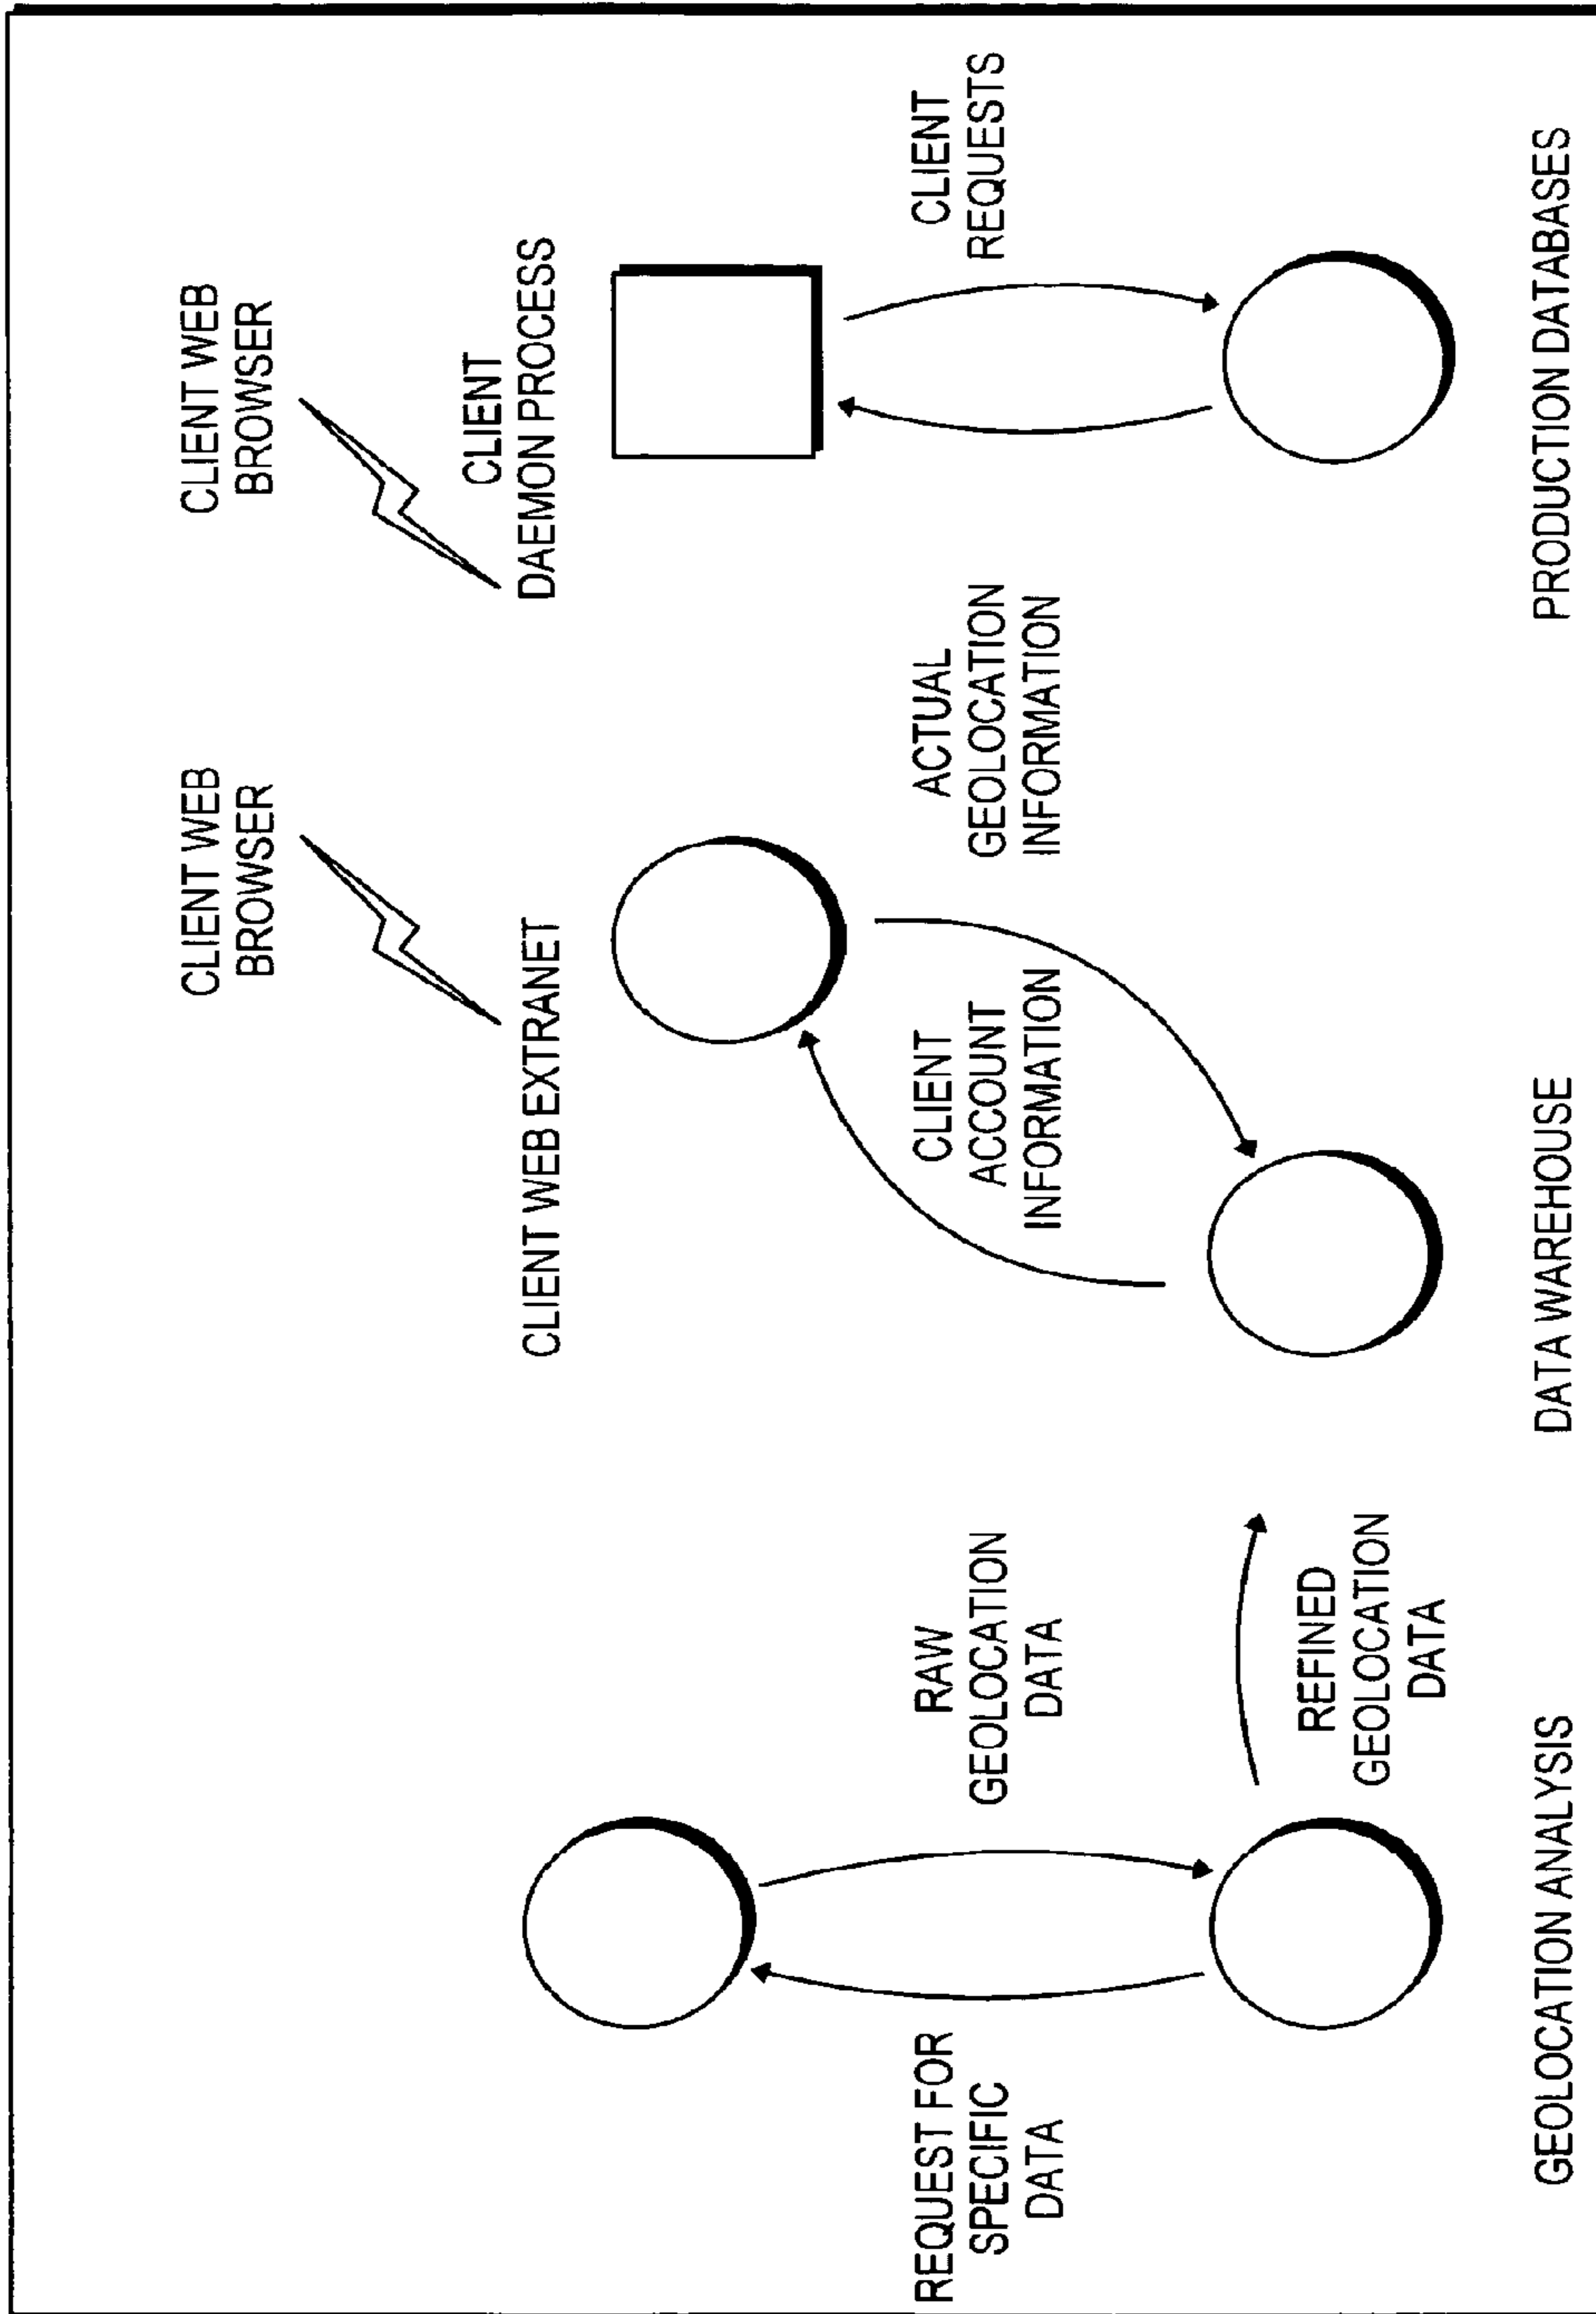 CLIENT WEB
BROWSER
CLIENT WEB
BROWSER
CLIENT WEB EXTRANET
CLIENT
DAEMON PROCESS
REQUEST FOR
SPECIFIC
DATA
RAW
GEOLOCATION
DATA
CLIENT
ACCOUNT
INFORMATION
ACTUAL
GEOLOCATION
INFORMATION
CLIENT
REQUESTS
REFINED
GEOLOCATION
DATA
GEOLOCATION ANALYSIS
DATA WAREHOUSE
PRODUCTION DATABASES